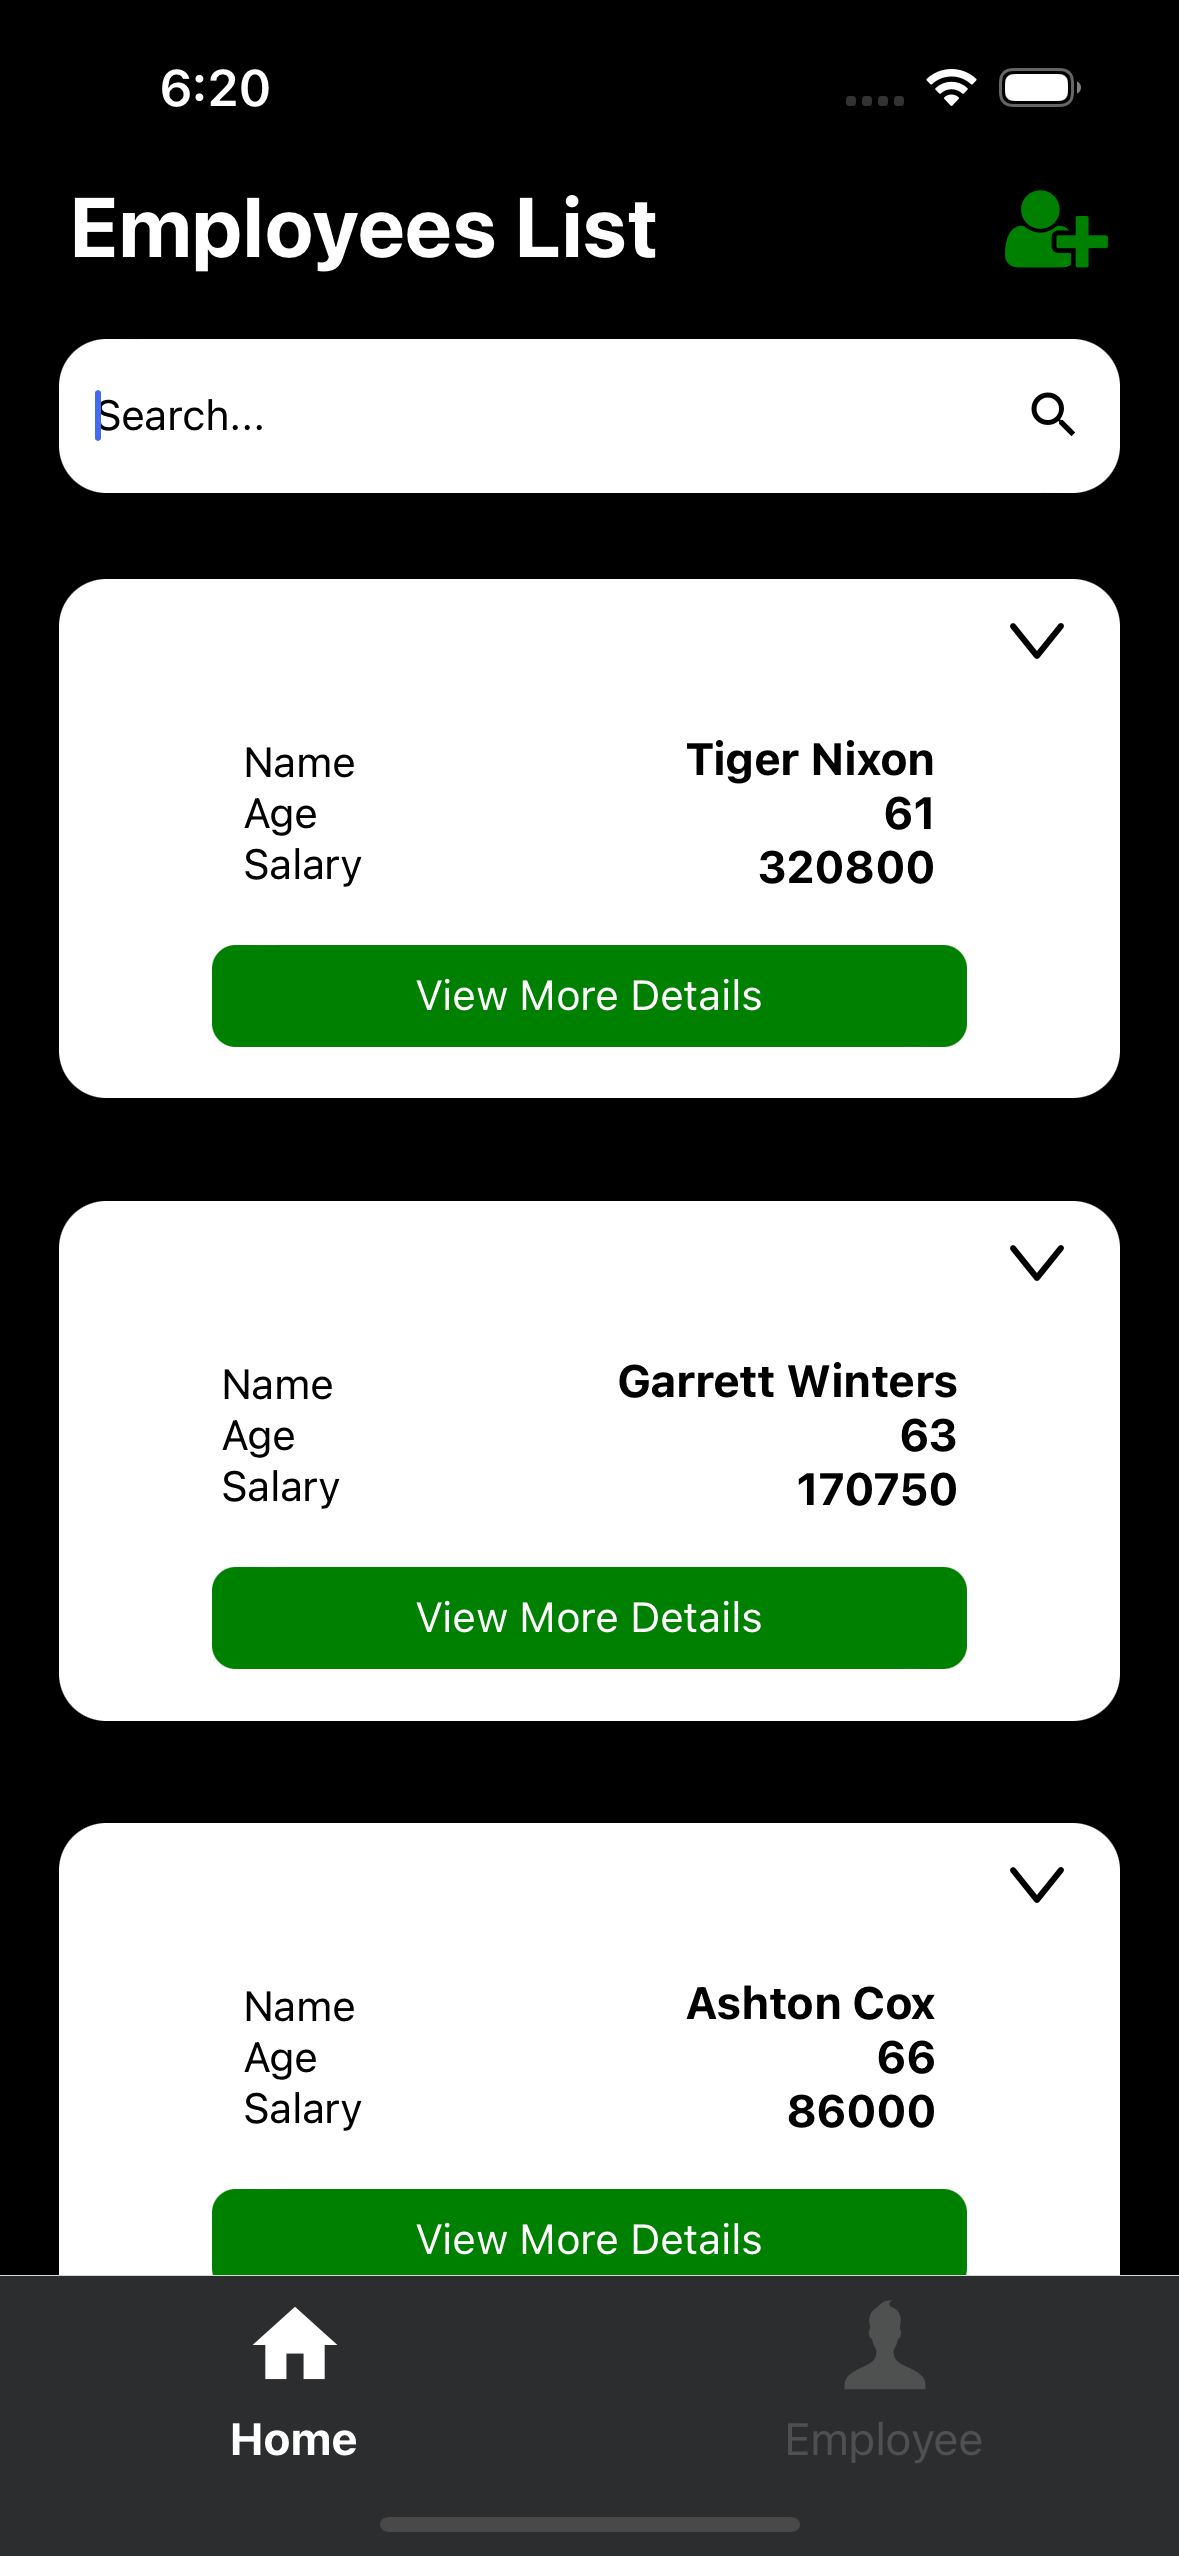 6:20
Employees List
Search...
Name Tiger Nixon
Age 61
Salary 320800
View More Details
Name Garrett Winters
Age 63
Salary 170750
View More Details
Name Ashton Cox
Age 66
Salary 86000
View More Details
Home Employee